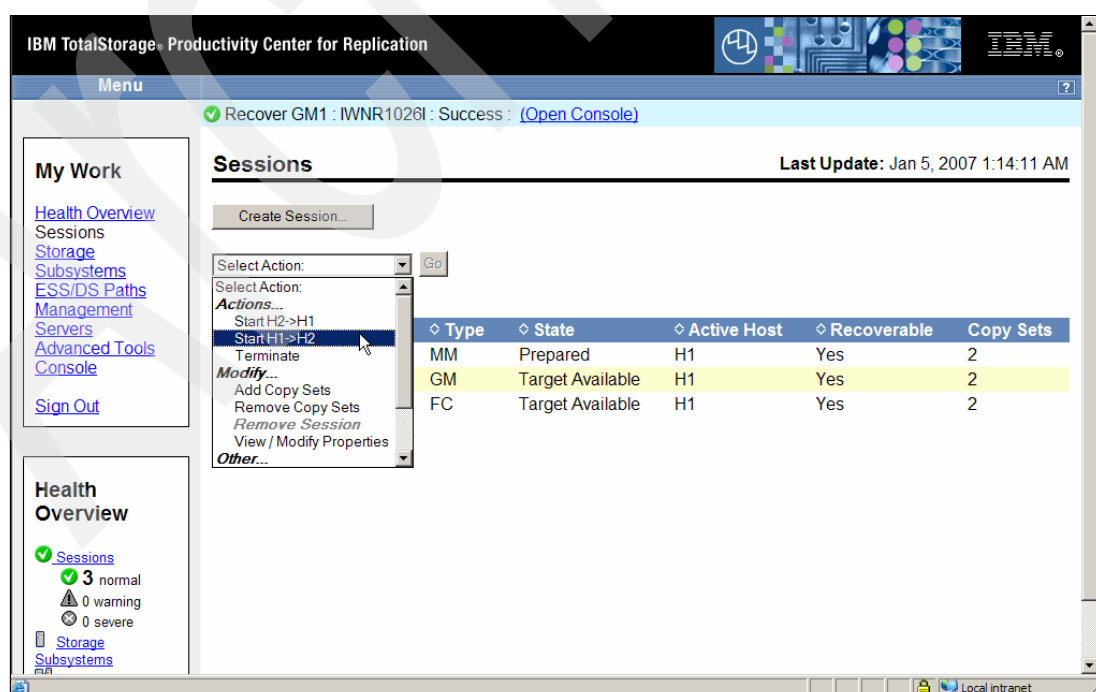 IBM TotalStorage® Productivity Center for Replication
IBM®
Menu
?
Recover GM1 : IWNR1026I : Success : (Open Console)
My Work
Health Overview
Sessions
Storage
Subsystems
ESS/DS Paths
Management
Servers
Advanced Tools
Console
Sign Out
Sessions
Last Update: Jan 5, 2007 1:14:11 AM
Create Session...
Select Action:
Go
Select Action:
Actions...
Start H2->H1
Start H1->H2
Terminate
Modify...
Add Copy Sets
Remove Copy Sets
Remove Session
View / Modify Properties
Other...
Type State Active Host Recoverable Copy Sets
MM Prepared H1 Yes 2
GM Target Available H1 Yes 2
FC Target Available H1 Yes 2
Health
Overview
Sessions
3 normal
0 warning
0 severe
Storage
Subsystems
Local intranet